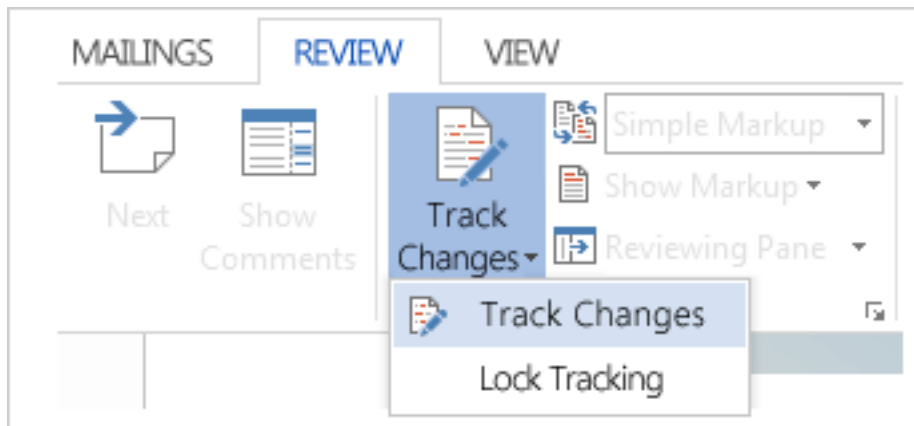 MAILINGS REVIEW VIEW
Next
Show
Comments
Track
Changes
Simple Markup
Show Markup
Reviewing Pane
Track Changes
Lock Tracking